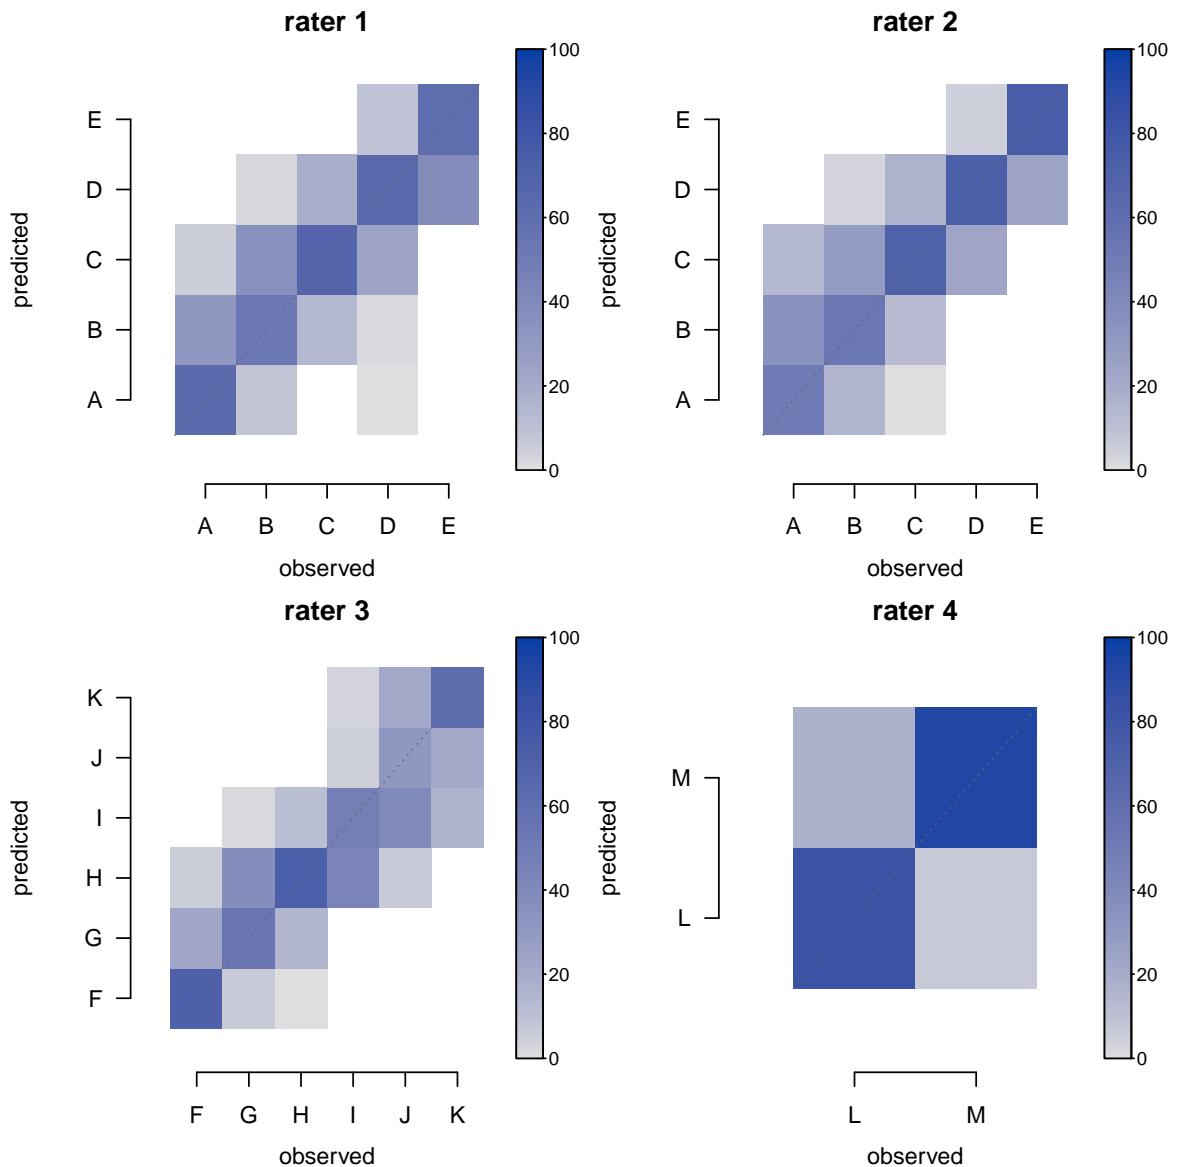 rater 1
predicted
E
D
C
B
A
A B C D E
observed
100
80
60
40
20
0
rater 2
predicted
E
D
C
B
A
A B C D E
observed
100
80
60
40
20
0
rater 3
predicted
K
J
I
H
G
F
F G H I J K
observed
100
80
60
40
20
0
rater 4
predicted
M
L
L M
observed
100
80
60
40
20
0